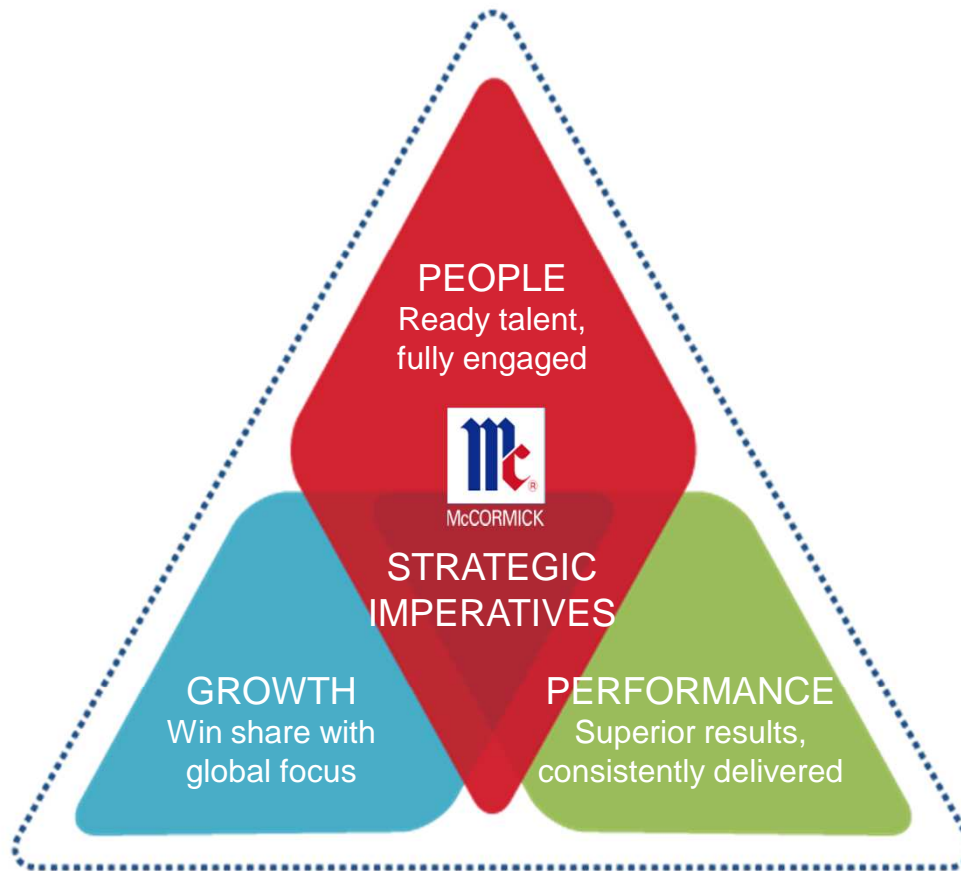 PEOPLE
Ready talent,
fully engaged
Mc®
McCORMICK
STRATEGIC
IMPERATIVES
GROWTH
Win share with
global focus
PERFORMANCE
Superior results,
consistently delivered